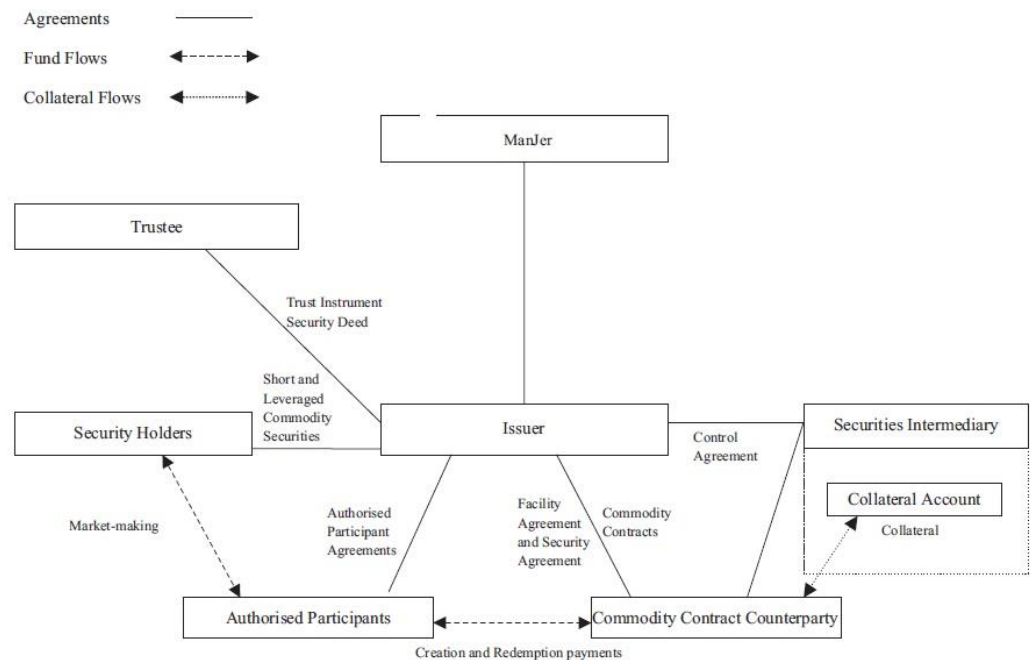 Agreements
Fund Flows
Collateral Flows
ManJer
Trustee
Trust Instrument
Security Deed
Short and
Leveraged
Commodity
Securities
Security Holders
Issuer
Securities Intermediary
Control
Agreement
Collateral Account
Collateral
Market-making
Authorised
Participant
Agreements
Facility
Agreement
and Security
Agreement
Commodity
Contracts
Authorised Participants
Commodity Contract Counterparty
Creation and Redemption payments